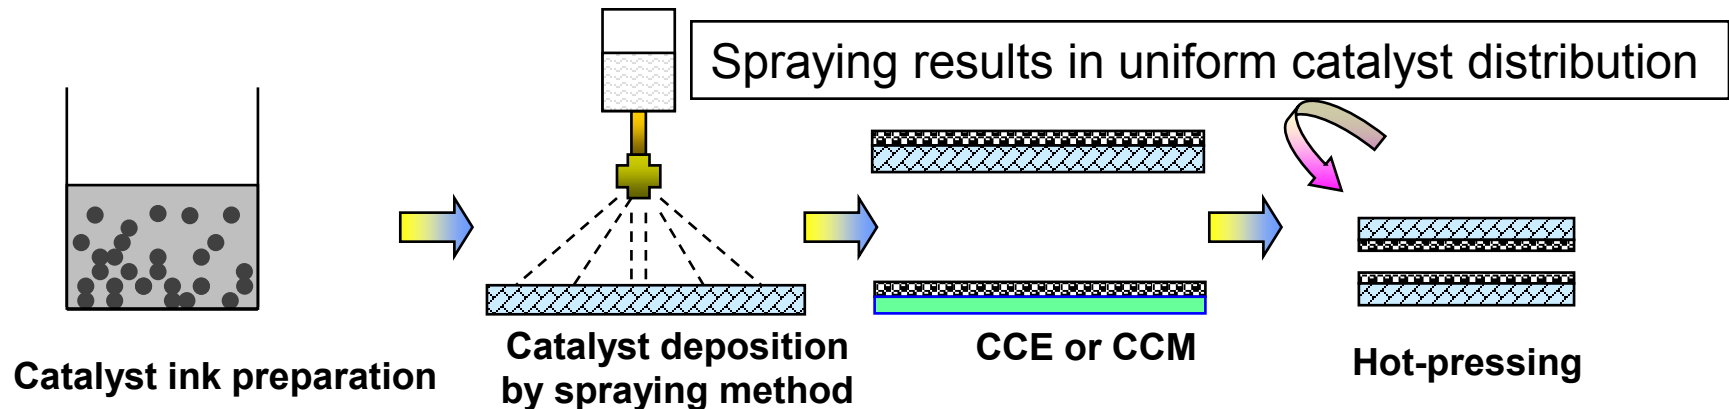 Spraying results in uniform catalyst distribution
Catalyst ink preparation
Catalyst deposition
by spraying method
CCE or CCM
Hot-pressing